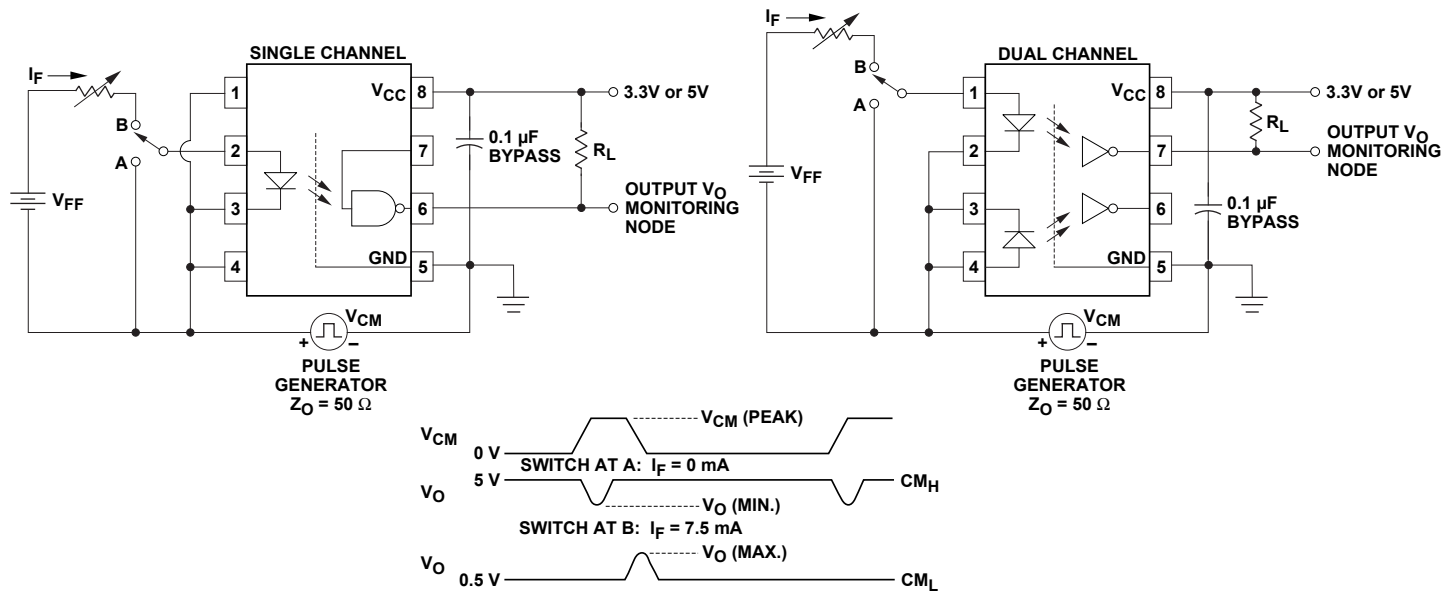 I_F
SINGLE CHANNEL
B
A
V_FF
1
2
3
4
V_CC
GND
8
7
6
5
3.3V or 5V
0.1 µF
BYPASS
R_L
OUTPUT V_O
MONITORING
NODE
V_CM
+
–
PULSE
GENERATOR
Z_O = 50 Ω
I_F
DUAL CHANNEL
B
A
V_FF
1
2
3
4
V_CC
GND
8
7
6
5
3.3V or 5V
R_L
OUTPUT V_O
MONITORING
NODE
0.1 µF
BYPASS
V_CM
+
–
PULSE
GENERATOR
Z_O = 50 Ω
V_CM
0 V
V_CM (PEAK)
SWITCH AT A: I_F = 0 mA
V_O
5 V
CM_H
V_O (MIN.)
SWITCH AT B: I_F = 7.5 mA
V_O
0.5 V
V_O (MAX.)
CM_L